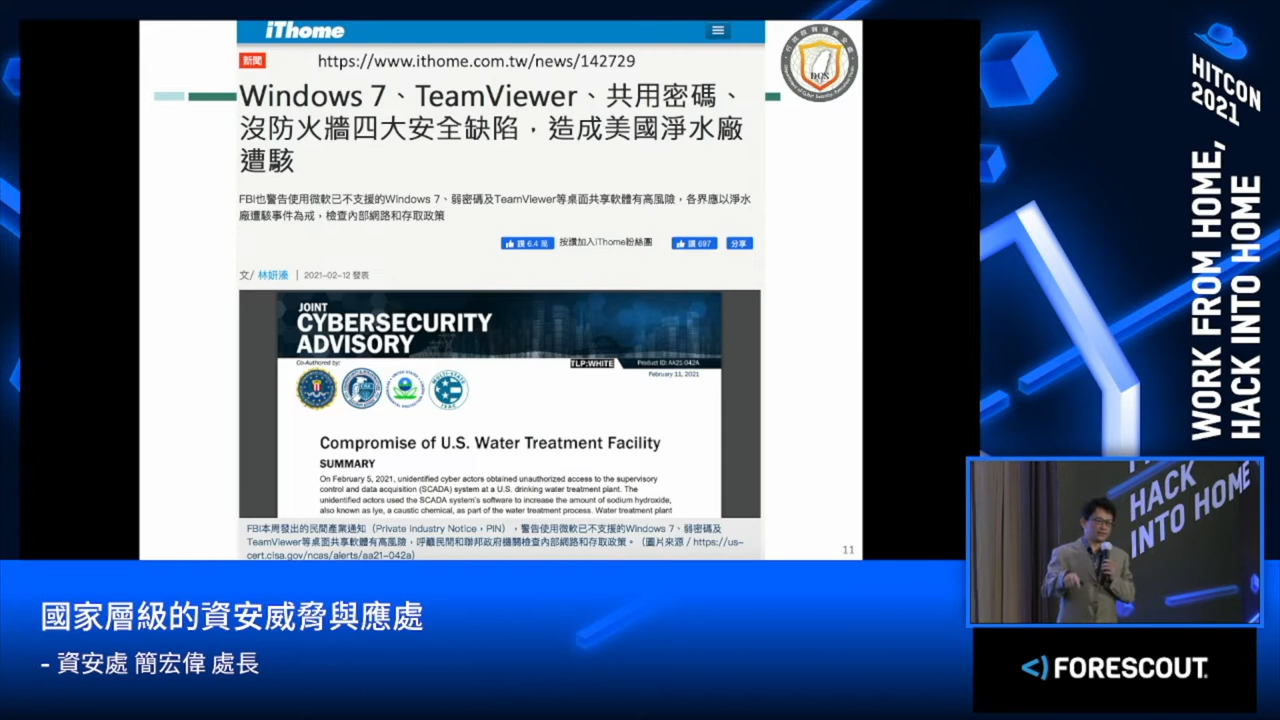 iThome
新聞
https://www.ithome.com.tw/news/142729
Windows 7、TeamViewer、共用密碼、
沒防火牆四大安全缺陷，造成美國淨水廠
遭駭
FBI也警告使用微軟已不支援的Windows 7、弱密碼及TeamViewer等桌面共享軟體有高風險，各界應以淨水
廠遭駭事件為戒，檢查內部網路和存取政策
讚 6.4 萬 按讚加入iThome粉絲團 讚 697 分享
文/ 林妍溱 | 2021-02-12 發表
JOINT
CYBERSECURITY
ADVISORY
Co-Authored by:
TLP:WHITE Product ID: AA21-042A
February 11, 2021
Compromise of U.S. Water Treatment Facility
SUMMARY
On February 5, 2021, unidentified cyber actors obtained unauthorized access to the supervisory
control and data acquisition (SCADA) system at a U.S. drinking water treatment plant. The
unidentified actors used the SCADA system's software to increase the amount of sodium hydroxide,
also known as lye, a caustic chemical, as part of the water treatment process. Water treatment plant
FBI本周發出的民間產業通知（Private Industry Notice，PIN），警告使用微軟已不支援的Windows 7、弱密碼及
TeamViewer等桌面共享軟體有高風險，呼籲民間和聯邦政府機關檢查內部網路和存取政策。（圖片來源 / https://us-
cert.cisa.gov/ncas/alerts/aa21-042a）
11
DCS
HITCON
2021
WORK FROM HOME,
HACK INTO HOME
HACK
INTO HOME
國家層級的資安威脅與應處
- 資安處 簡宏偉 處長
FORESCOUT.